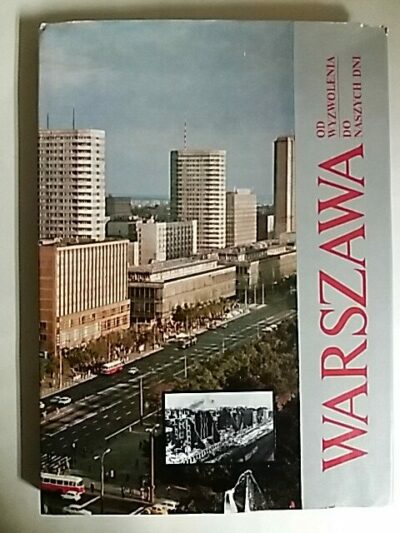 WARSZAWA
OD
WYZWOLENIA
DO
NASZYCH DNI